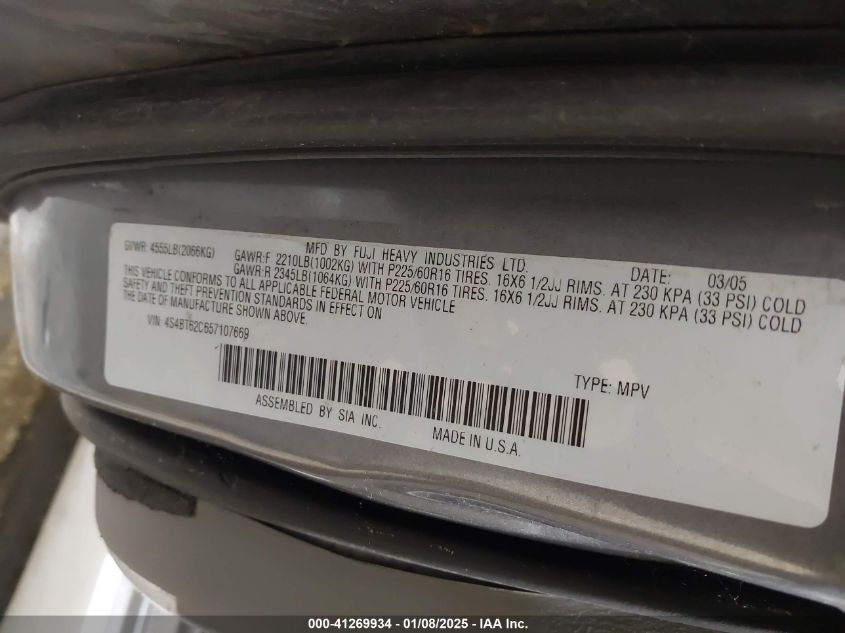 MFD BY FUJI HEAVY INDUSTRIES LTD. DATE: 03/05
GVWR: 4555LB(2066KG) GAWR:F 2210LB(1002KG) WITH P225/60R16 TIRES. 16X6 1/2JJ RIMS. AT 230 KPA (33 PSI) COLD
GAWR:R 2345LB(1064KG) WITH P225/60R16 TIRES. 16X6 1/2JJ RIMS. AT 230 KPA (33 PSI) COLD
THIS VEHICLE CONFORMS TO ALL APPLICABLE FEDERAL MOTOR VEHICLE
SAFETY AND THEFT PREVENTION STANDARDS IN EFFECT ON
THE DATE OF MANUFACTURE SHOWN ABOVE.
VIN: 4S4BT62C657107669 TYPE: MPV
ASSEMBLED BY SIA INC. MADE IN U.S.A.
000-41269934 - 01/08/2025 - IAA Inc.